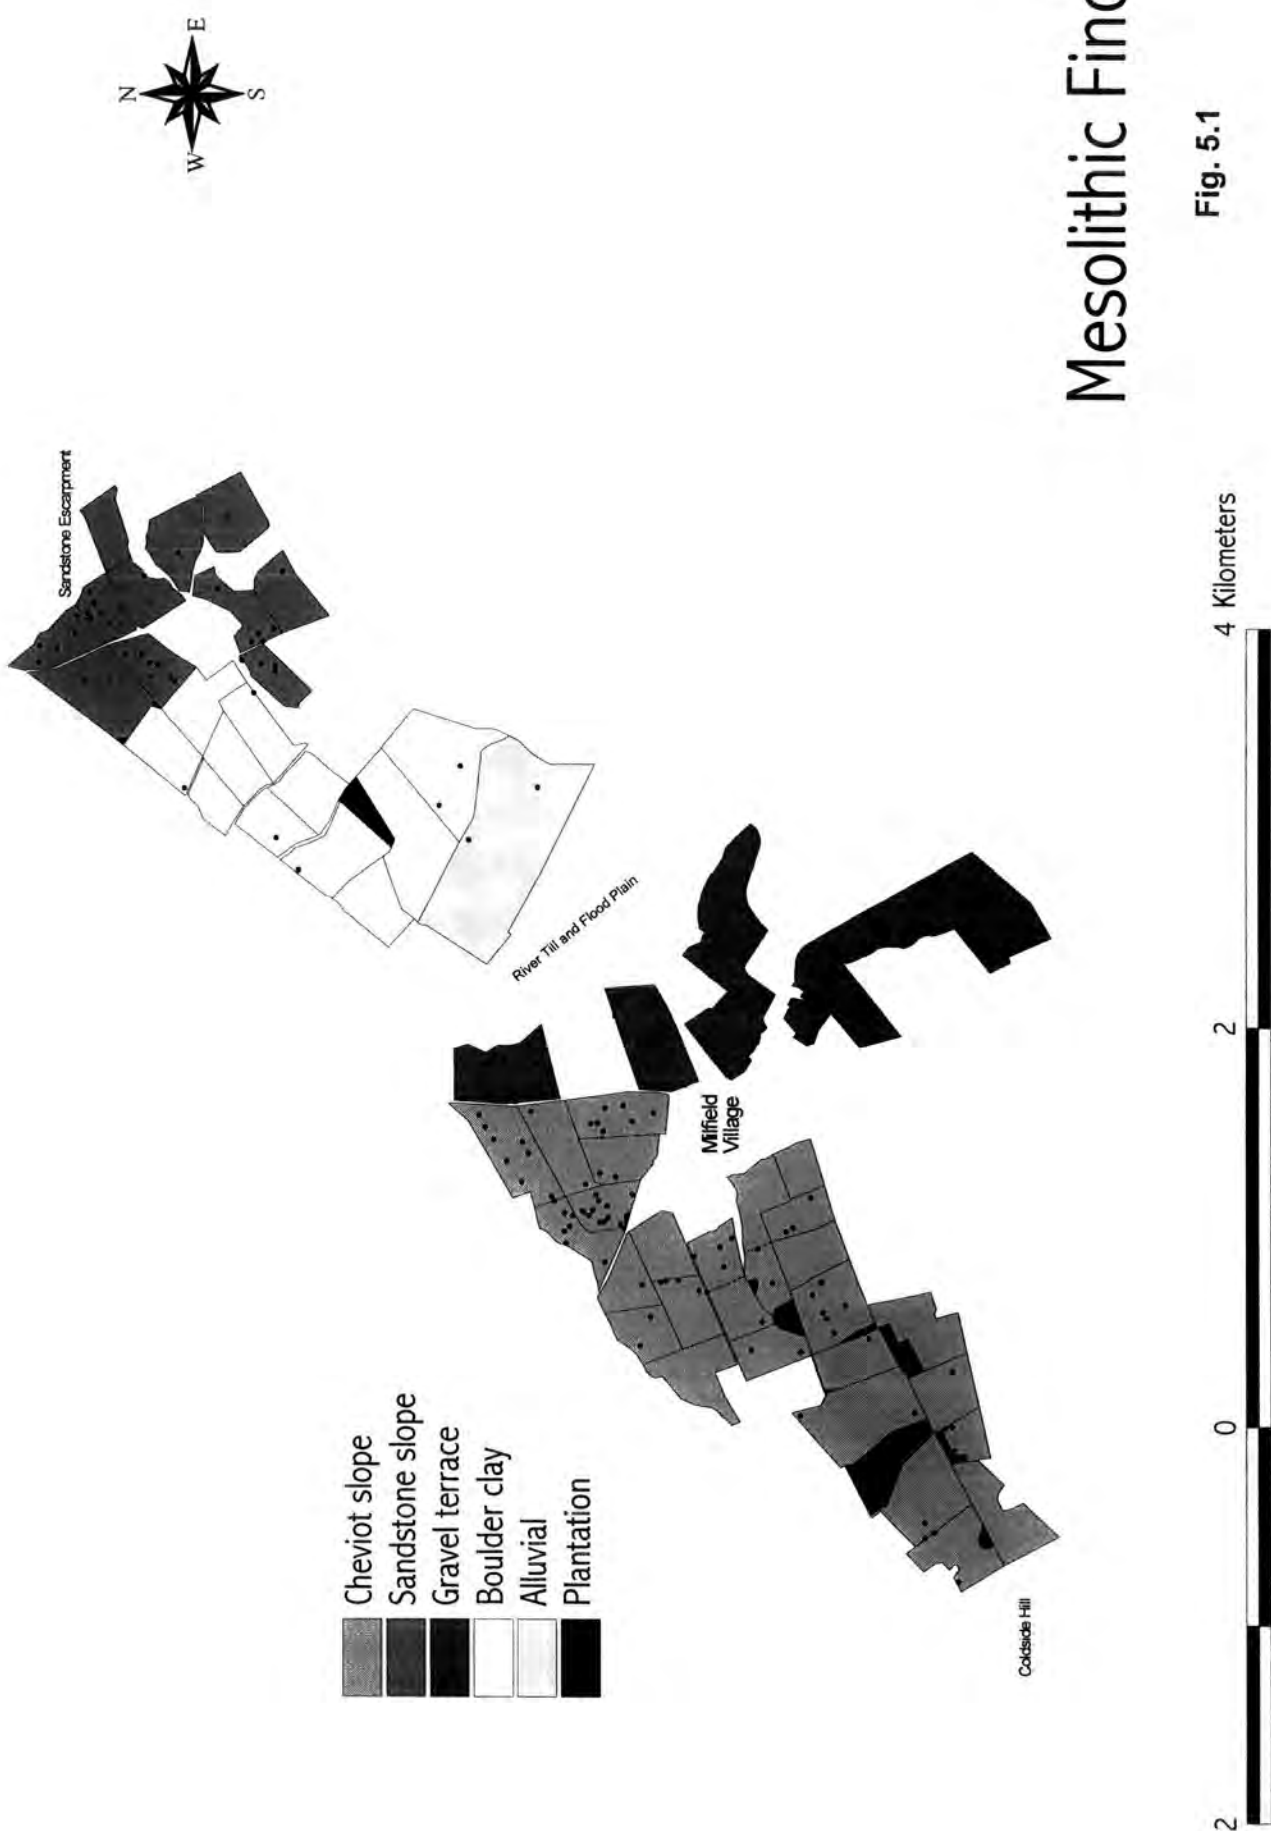 N
W E
S
Sandstone Escarpment
Cheviot slope
Sandstone slope
Gravel terrace
Boulder clay
Alluvial
Plantation
River Till and Flood Plain
Milfield
Village
Coldside Hill
2 0 2 4 Kilometers
Mesolithic
Fig. 5.1